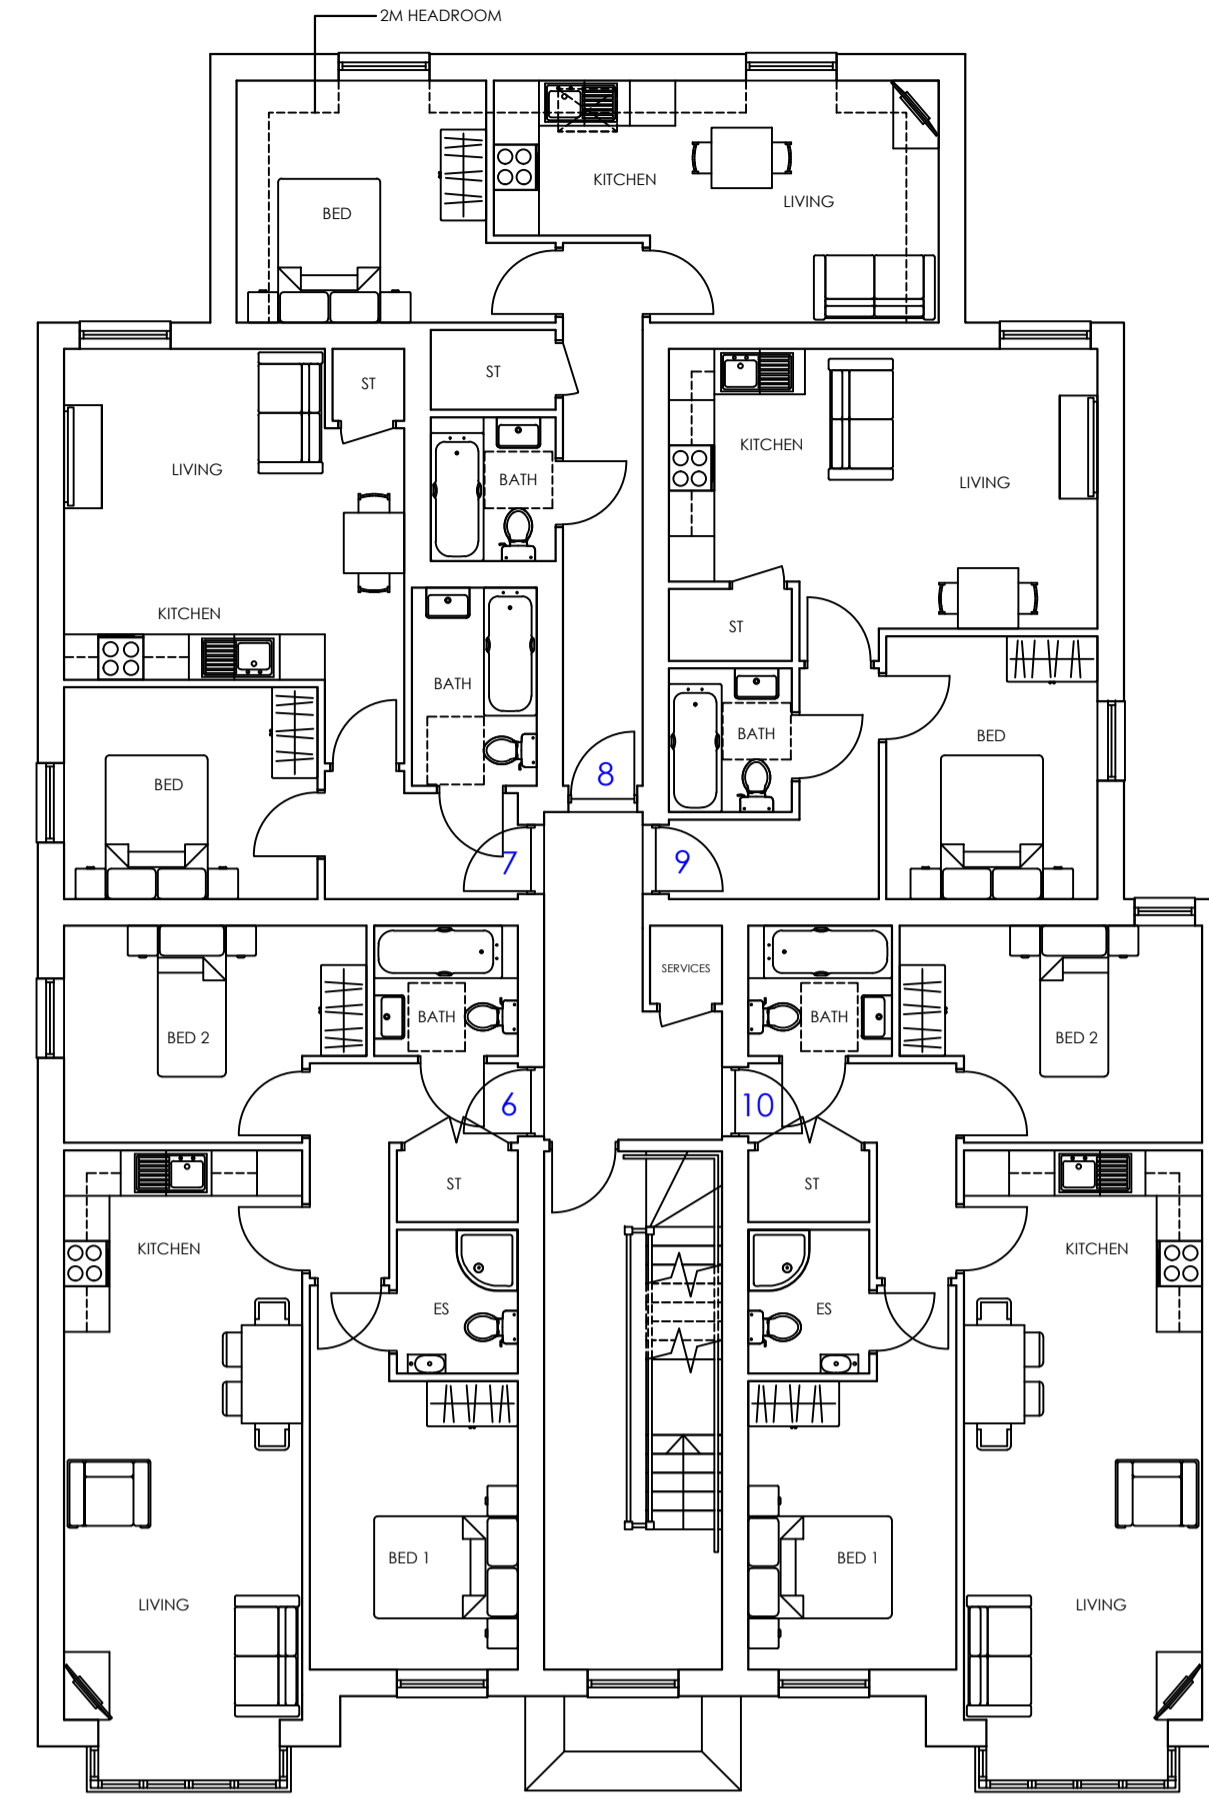 2M HEADROOM
BED
KITCHEN
LIVING
ST
ST
LIVING
BATH
KITCHEN
LIVING
KITCHEN
ST
BATH
BED
BATH
BED
8
7
9
BED 2
BATH
SERVICES
BATH
BED 2
6
10
ST
ST
KITCHEN
KITCHEN
ES
ES
BED 1
BED 1
LIVING
LIVING